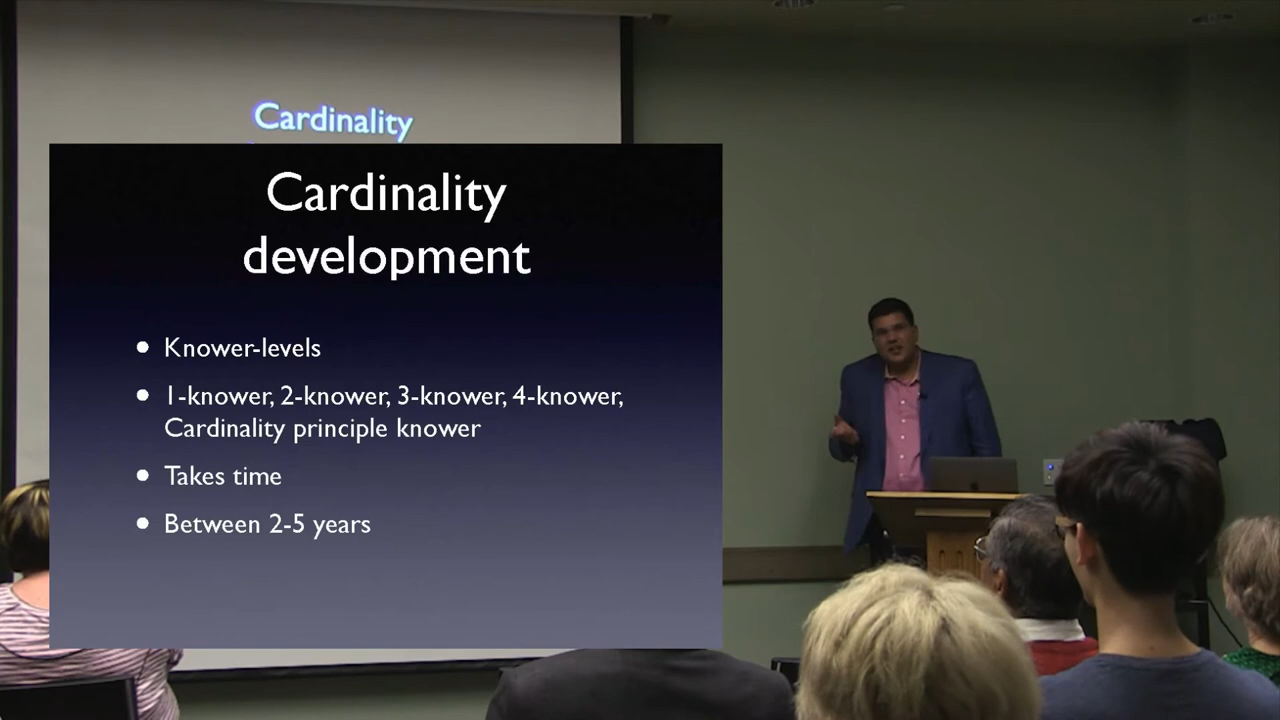 Cardinality
Cardinality
development
Knower-levels
1-knower, 2-knower, 3-knower, 4-knower,
Cardinality principle knower
Takes time
Between 2-5 years